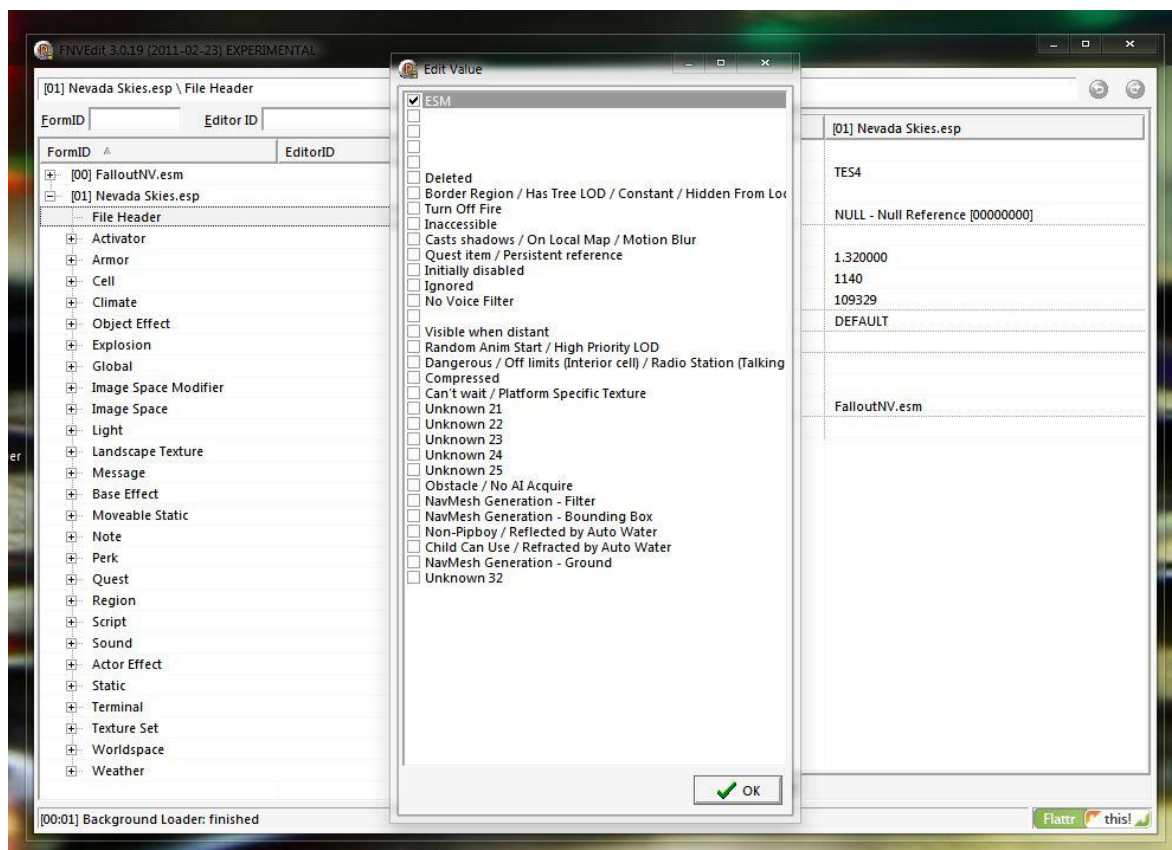 FNVEdit 3.0.19 (2011-02-23) EXPERIMENTAL
[01] Nevada Skies.esp \ File Header
FormID
Editor ID
FormID
EditorID
[00] FalloutNV.esm
[01] Nevada Skies.esp
File Header
Activator
Armor
Cell
Climate
Object Effect
Explosion
Global
Image Space Modifier
Image Space
Light
Landscape Texture
Message
Base Effect
Moveable Static
Note
Perk
Quest
Region
Script
Sound
Actor Effect
Static
Terminal
Texture Set
Worldspace
Weather
[00:01] Background Loader: finished
Edit Value
ESM
Deleted
Border Region / Has Tree LOD / Constant / Hidden From Loc
Turn Off Fire
Inaccessible
Casts shadows / On Local Map / Motion Blur
Quest item / Persistent reference
Initially disabled
Ignored
No Voice Filter
Visible when distant
Random Anim Start / High Priority LOD
Dangerous / Off limits (Interior cell) / Radio Station (Talking
Compressed
Can't wait / Platform Specific Texture
Unknown 21
Unknown 22
Unknown 23
Unknown 24
Unknown 25
Obstacle / No AI Acquire
NavMesh Generation - Filter
NavMesh Generation - Bounding Box
Non-Pipboy / Reflected by Auto Water
Child Can Use / Refracted by Auto Water
NavMesh Generation - Ground
Unknown 32
OK
[01] Nevada Skies.esp
TES4
NULL - Null Reference [00000000]
1.320000
1140
109329
DEFAULT
FalloutNV.esm
Flattr this!
er